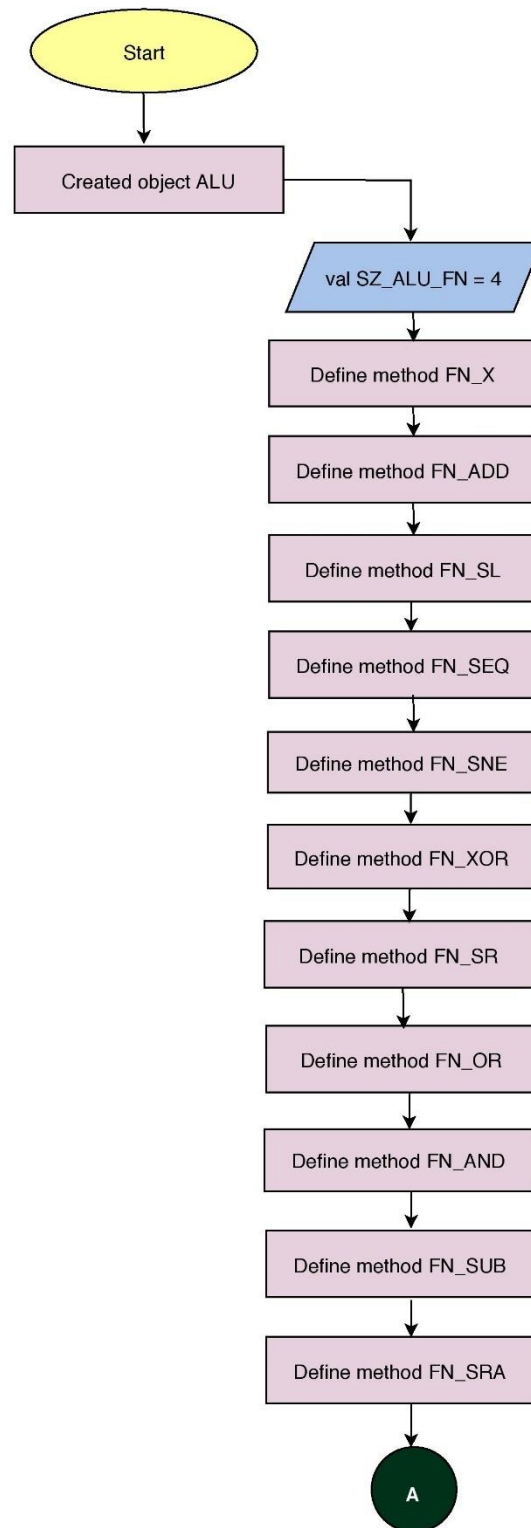 Start
Created object ALU
val SZ_ALU_FN = 4
Define method FN_X
Define method FN_ADD
Define method FN_SL
Define method FN_SEQ
Define method FN_SNE
Define method FN_XOR
Define method FN_SR
Define method FN_OR
Define method FN_AND
Define method FN_SUB
Define method FN_SRA
A